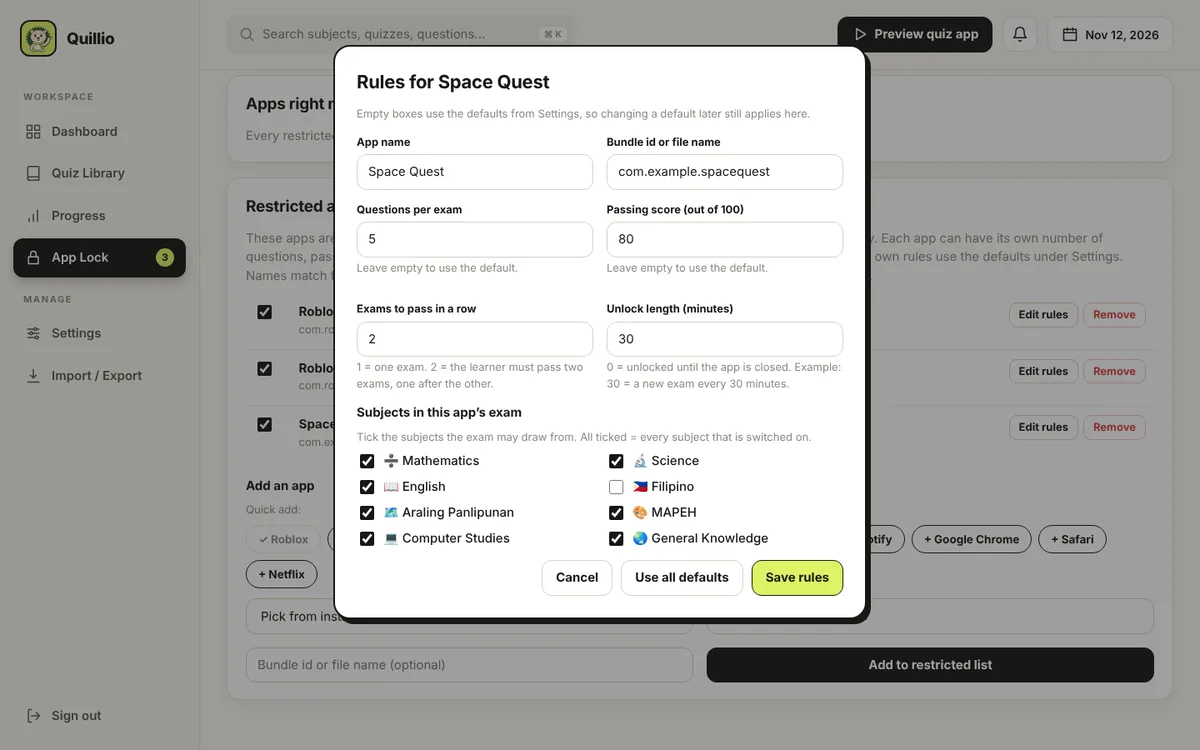 Quillio
Search subjects, quizzes, questions...
⌘ K
Preview quiz app
Nov 12, 2026
WORKSPACE
Dashboard
Quiz Library
Progress
App Lock
3
MANAGE
Settings
Import / Export
Sign out
Apps right
Every restricted
Restricted
These apps are
Each app can have its own number of
questions,
own rules use the defaults under Settings.
Names match
Edit rules
Remove
Edit rules
Remove
Space
Edit rules
Remove
Add an app
Quick add:
✓ Roblox
+ Google Chrome
+ Safari
+ Netflix
Pick from
Bundle id or file name (optional)
Add to restricted list
Rules for Space Quest
Empty boxes use the defaults from Settings, so changing a default later still applies here.
App name
Bundle id or file name
Space Quest
com.example.spacequest
Questions per exam
Passing score (out of 100)
5
80
Leave empty to use the default.
Leave empty to use the default.
Exams to pass in a row
Unlock length (minutes)
2
30
1 = one exam. 2 = the learner must pass two
exams, one after the other.
0 = unlocked until the app is closed. Example:
30 = a new exam every 30 minutes.
Subjects in this app’s exam
Tick the subjects the exam may draw from. All ticked = every subject that is switched on.
Mathematics
Science
English
Filipino
Araling Panlipunan
MAPEH
Computer Studies
General Knowledge
Cancel
Use all defaults
Save rules